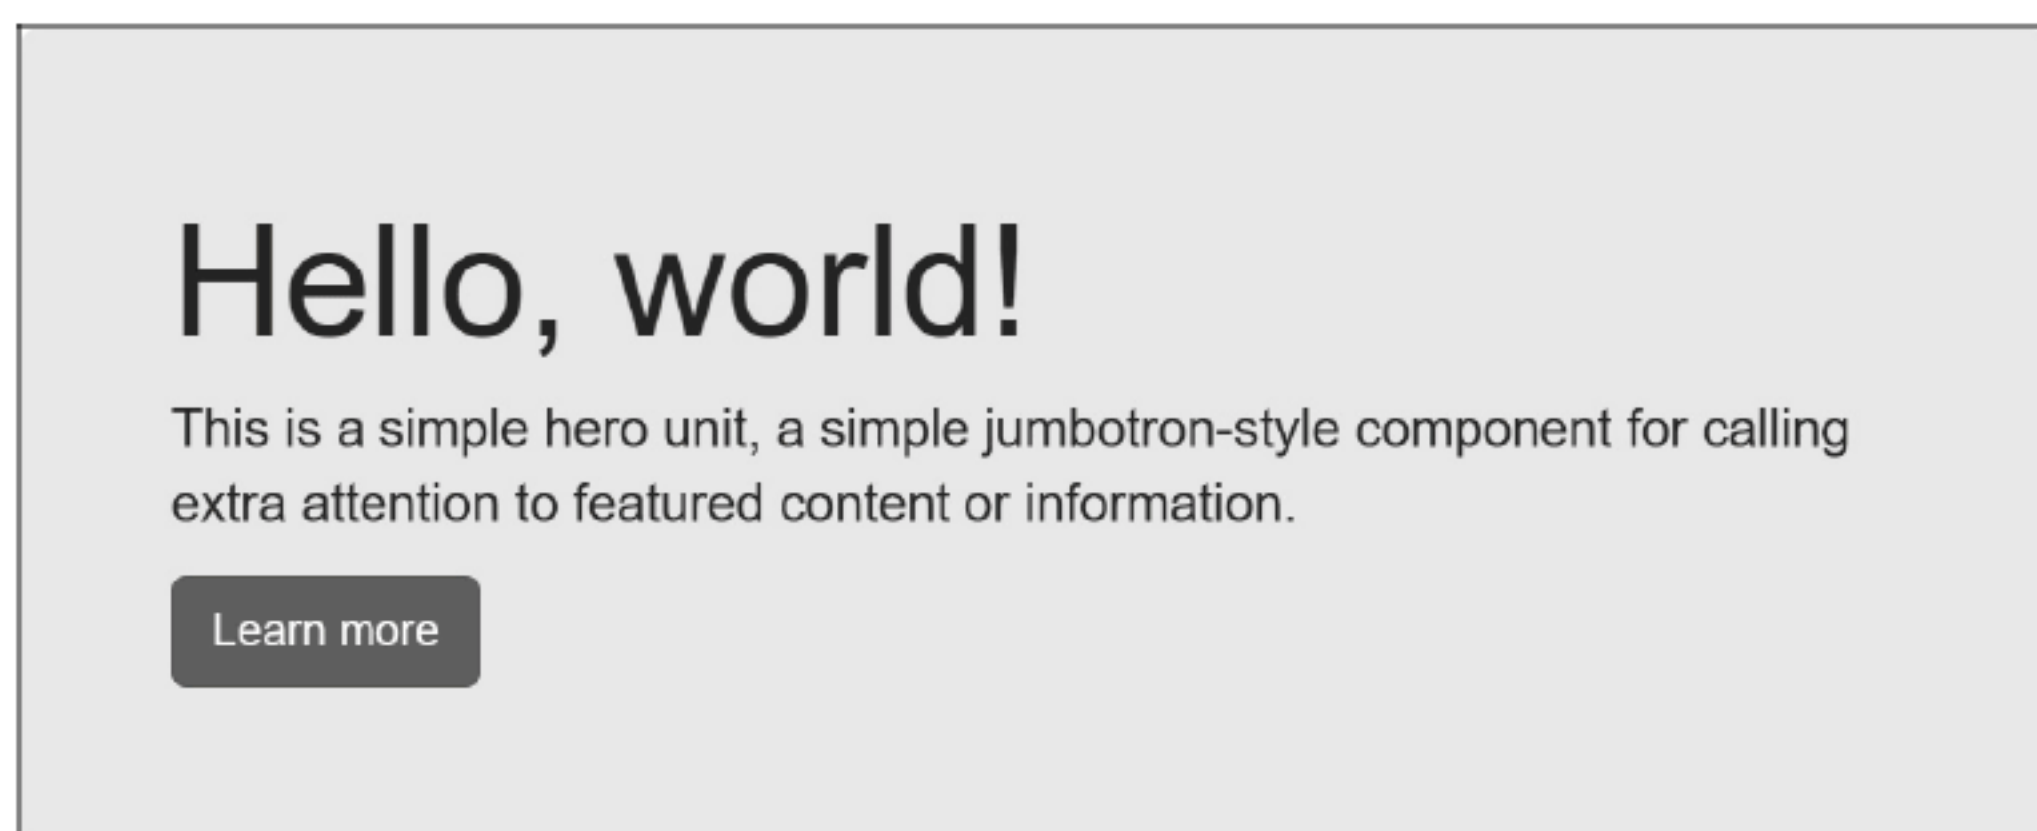 Hello, world!
This is a simple hero unit, a simple jumbotron-style component for calling
extra attention to featured content or information.
Learn more